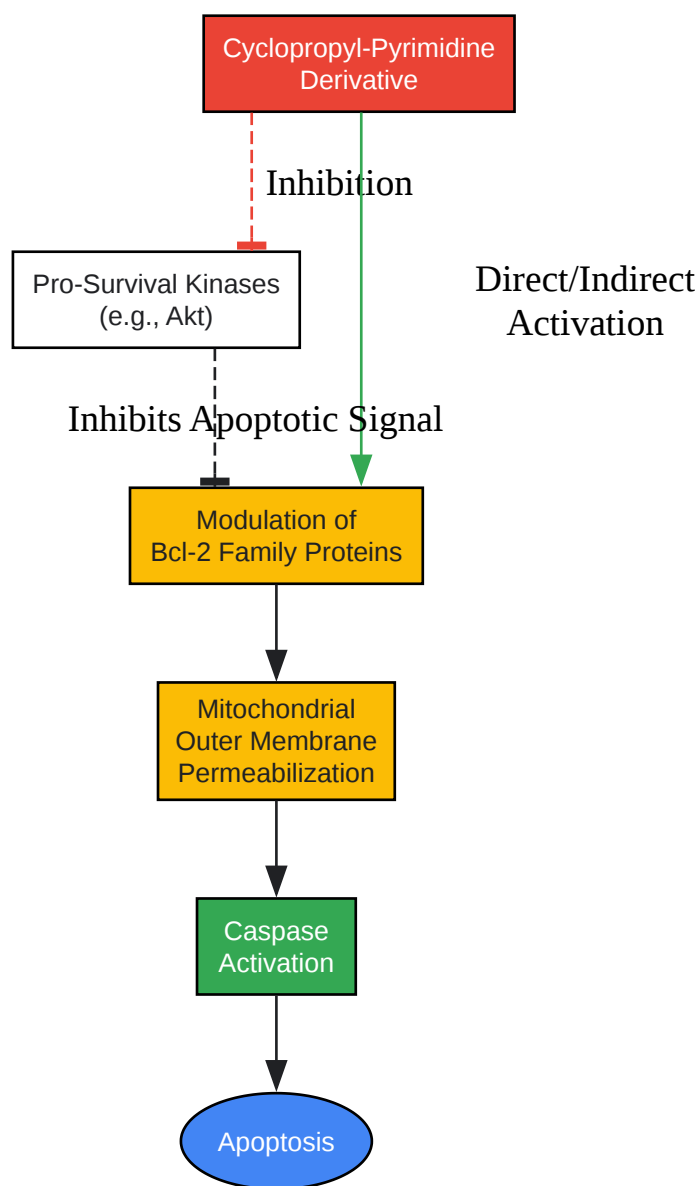 Cyclopropyl-Pyrimidine
Derivative
Inhibition
Pro-Survival Kinases
(e.g., Akt)
Direct/Indirect
Activation
Inhibits Apoptotic Signal
Modulation of
Bcl-2 Family Proteins
Mitochondrial
Outer Membrane
Permeabilization
Caspase
Activation
Apoptosis